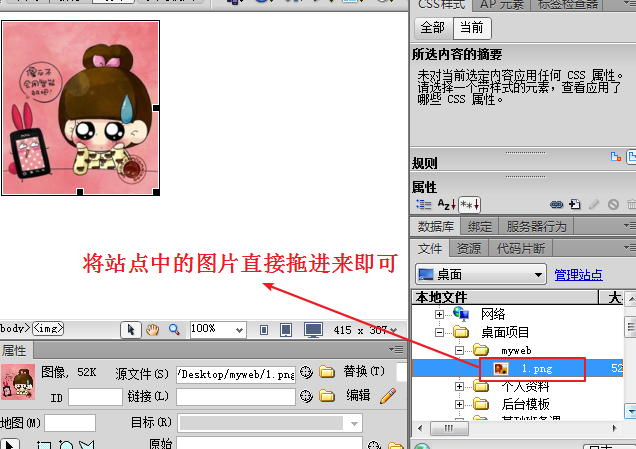 CSS样式 AP 元素 标签检查器
全部 当前
所选内容的摘要
未对当前选定内容应用任何 CSS 属性。
请选择一个带样式的元素，查看应用了
哪些 CSS 属性。
规则
属性
数据库 绑定 服务器行为
文件 资源 代码片断
桌面 管理站点
本地文件 大
网络
桌面项目
myweb
1.png 52
个人资料
后台模板
将站点中的图片直接拖进来即可
body> <img>
100% 415 x 307
属性
图像, 52K 源文件(S) /Desktop/myweb/1.png 替换(T)
ID 链接(L) 编辑
地图(M) 目标(R)
原始